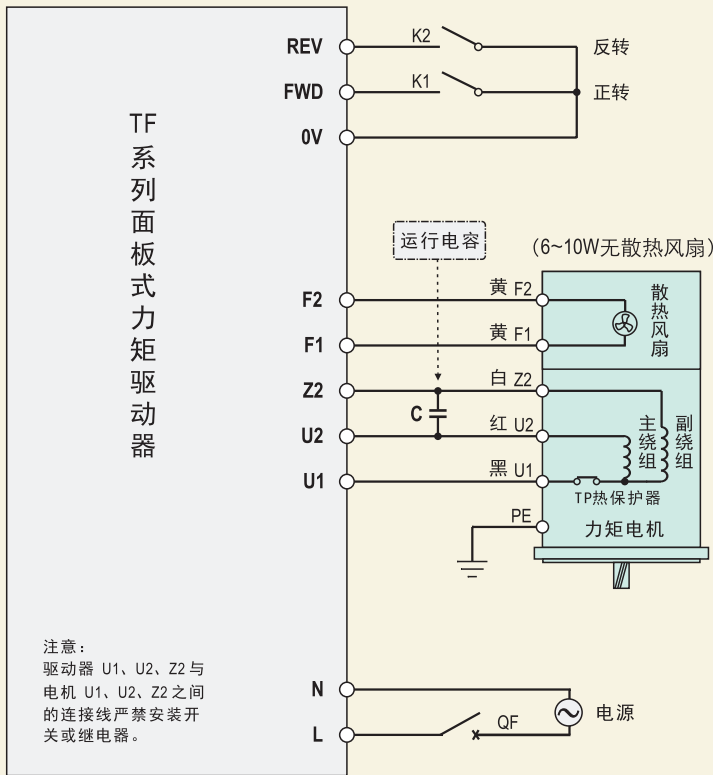 TF系列面板式力矩驱动器
REV
K2
反转
FWD
K1
正转
0V
运行电容
(6~10W无散热风扇)
F2
黄 F2
散热风扇
F1
黄 F1
Z2
白 Z2
C
U2
红 U2
主绕组
副绕组
U1
黑 U1
TP热保护器
PE
力矩电机
注意：
驱动器 U1、U2、Z2 与
电机 U1、U2、Z2 之间
的连接线严禁安装开
关或继电器。
N
电源
L
QF